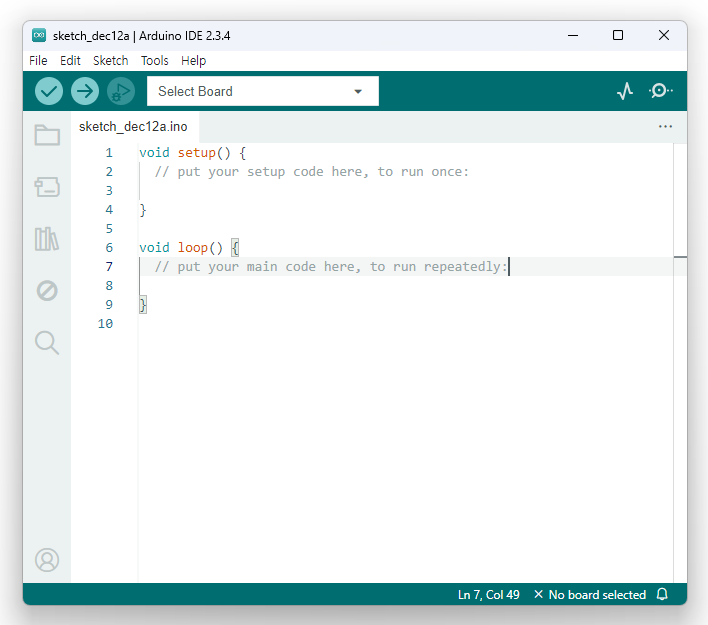 sketch_dec12a | Arduino IDE 2.3.4
File Edit Sketch Tools Help
Select Board
sketch_dec12a.ino
1 void setup() {
2 // put your setup code here, to run once:
3
4 }
5
6 void loop() {
7 // put your main code here, to run repeatedly:
8
9 }
10
Ln 7, Col 49 × No board selected